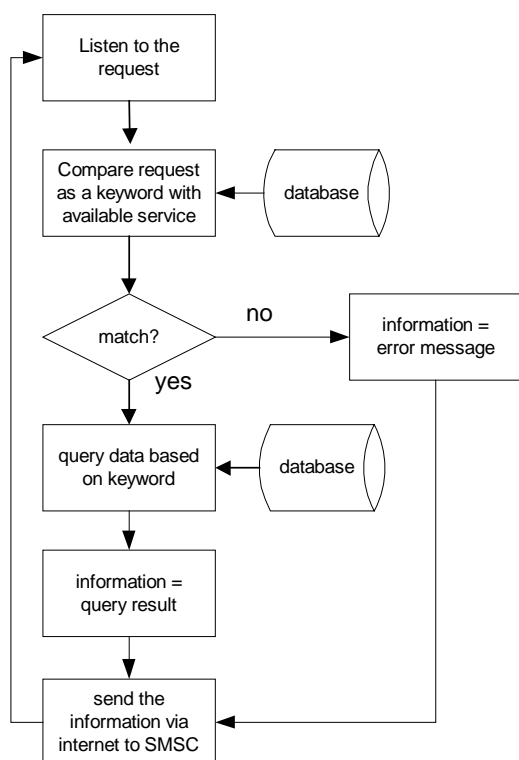 Listen to the
request
Compare request
as a keyword with
available service
database
match?
no
information =
error message
yes
query data based
on keyword
database
information =
query result
send the
information via
internet to SMSC